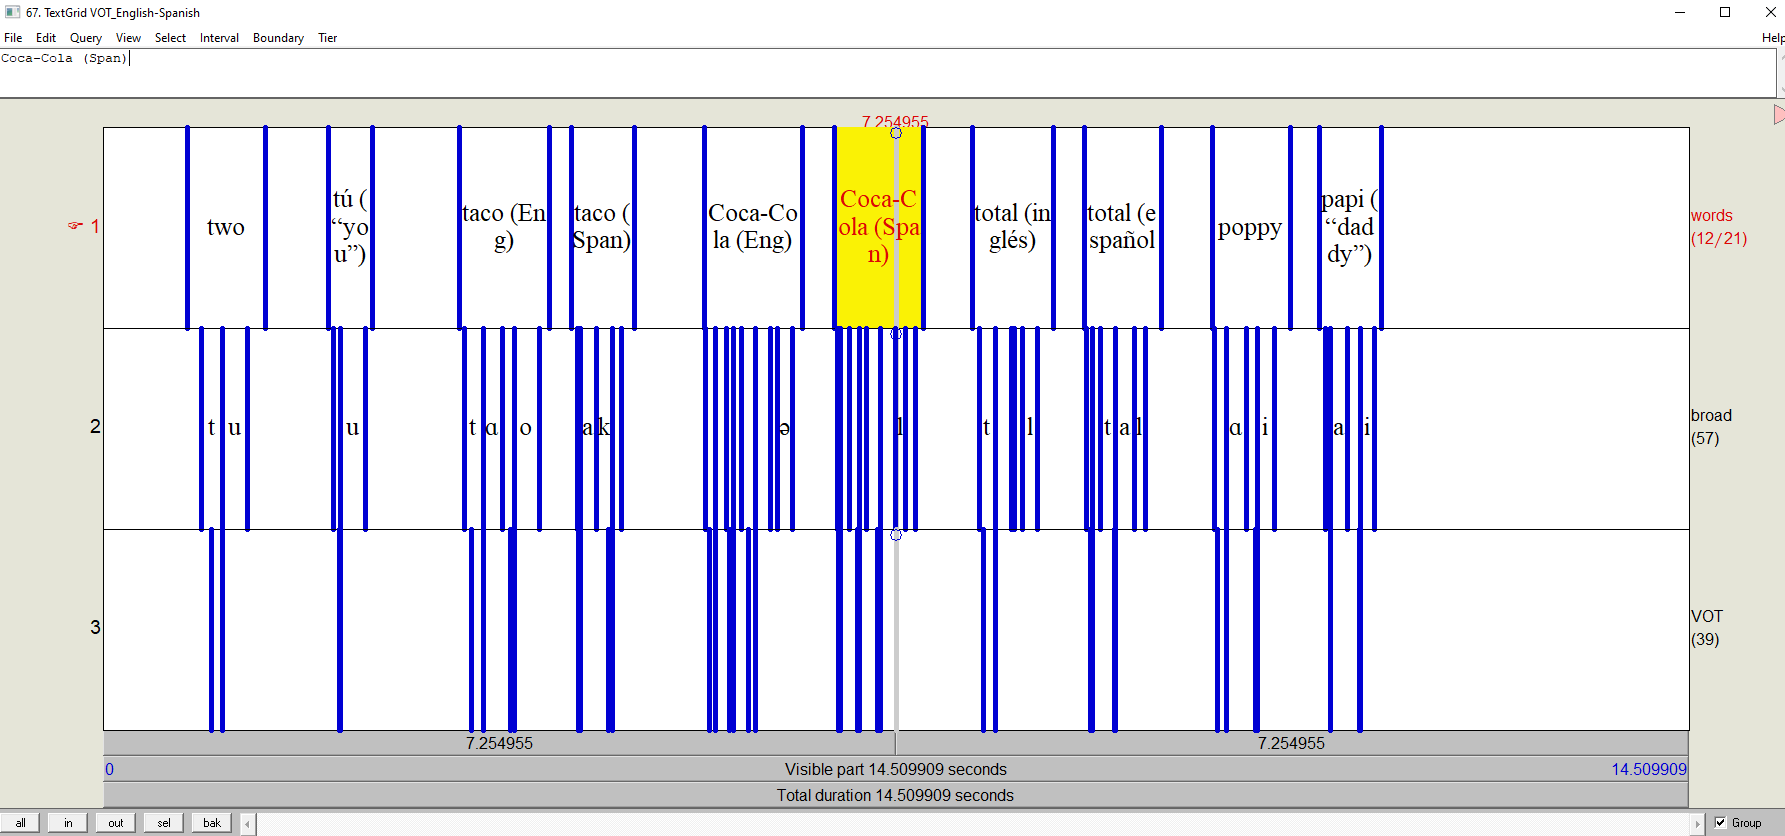 67. TextGrid VOT_English-Spanish
File Edit Query View Select Interval Boundary Tier Help
Coca-Cola (Span)
7.254955
☞ 1
two
tú (
“yo
u”)
taco (En
g)
taco (
Span)
Coca-Co
la (Eng)
Coca-C
ola (Spa
n)
total (in
glés)
total (e
spañol
poppy
papi (
“dad
dy”)
words
(12/21)
2
t u u t ɑ o a k ə l t l t a l ɑ i a i
broad
(57)
3
VOT
(39)
7.254955 7.254955
0 Visible part 14.509909 seconds 14.509909
Total duration 14.509909 seconds
all in out sel bak Group